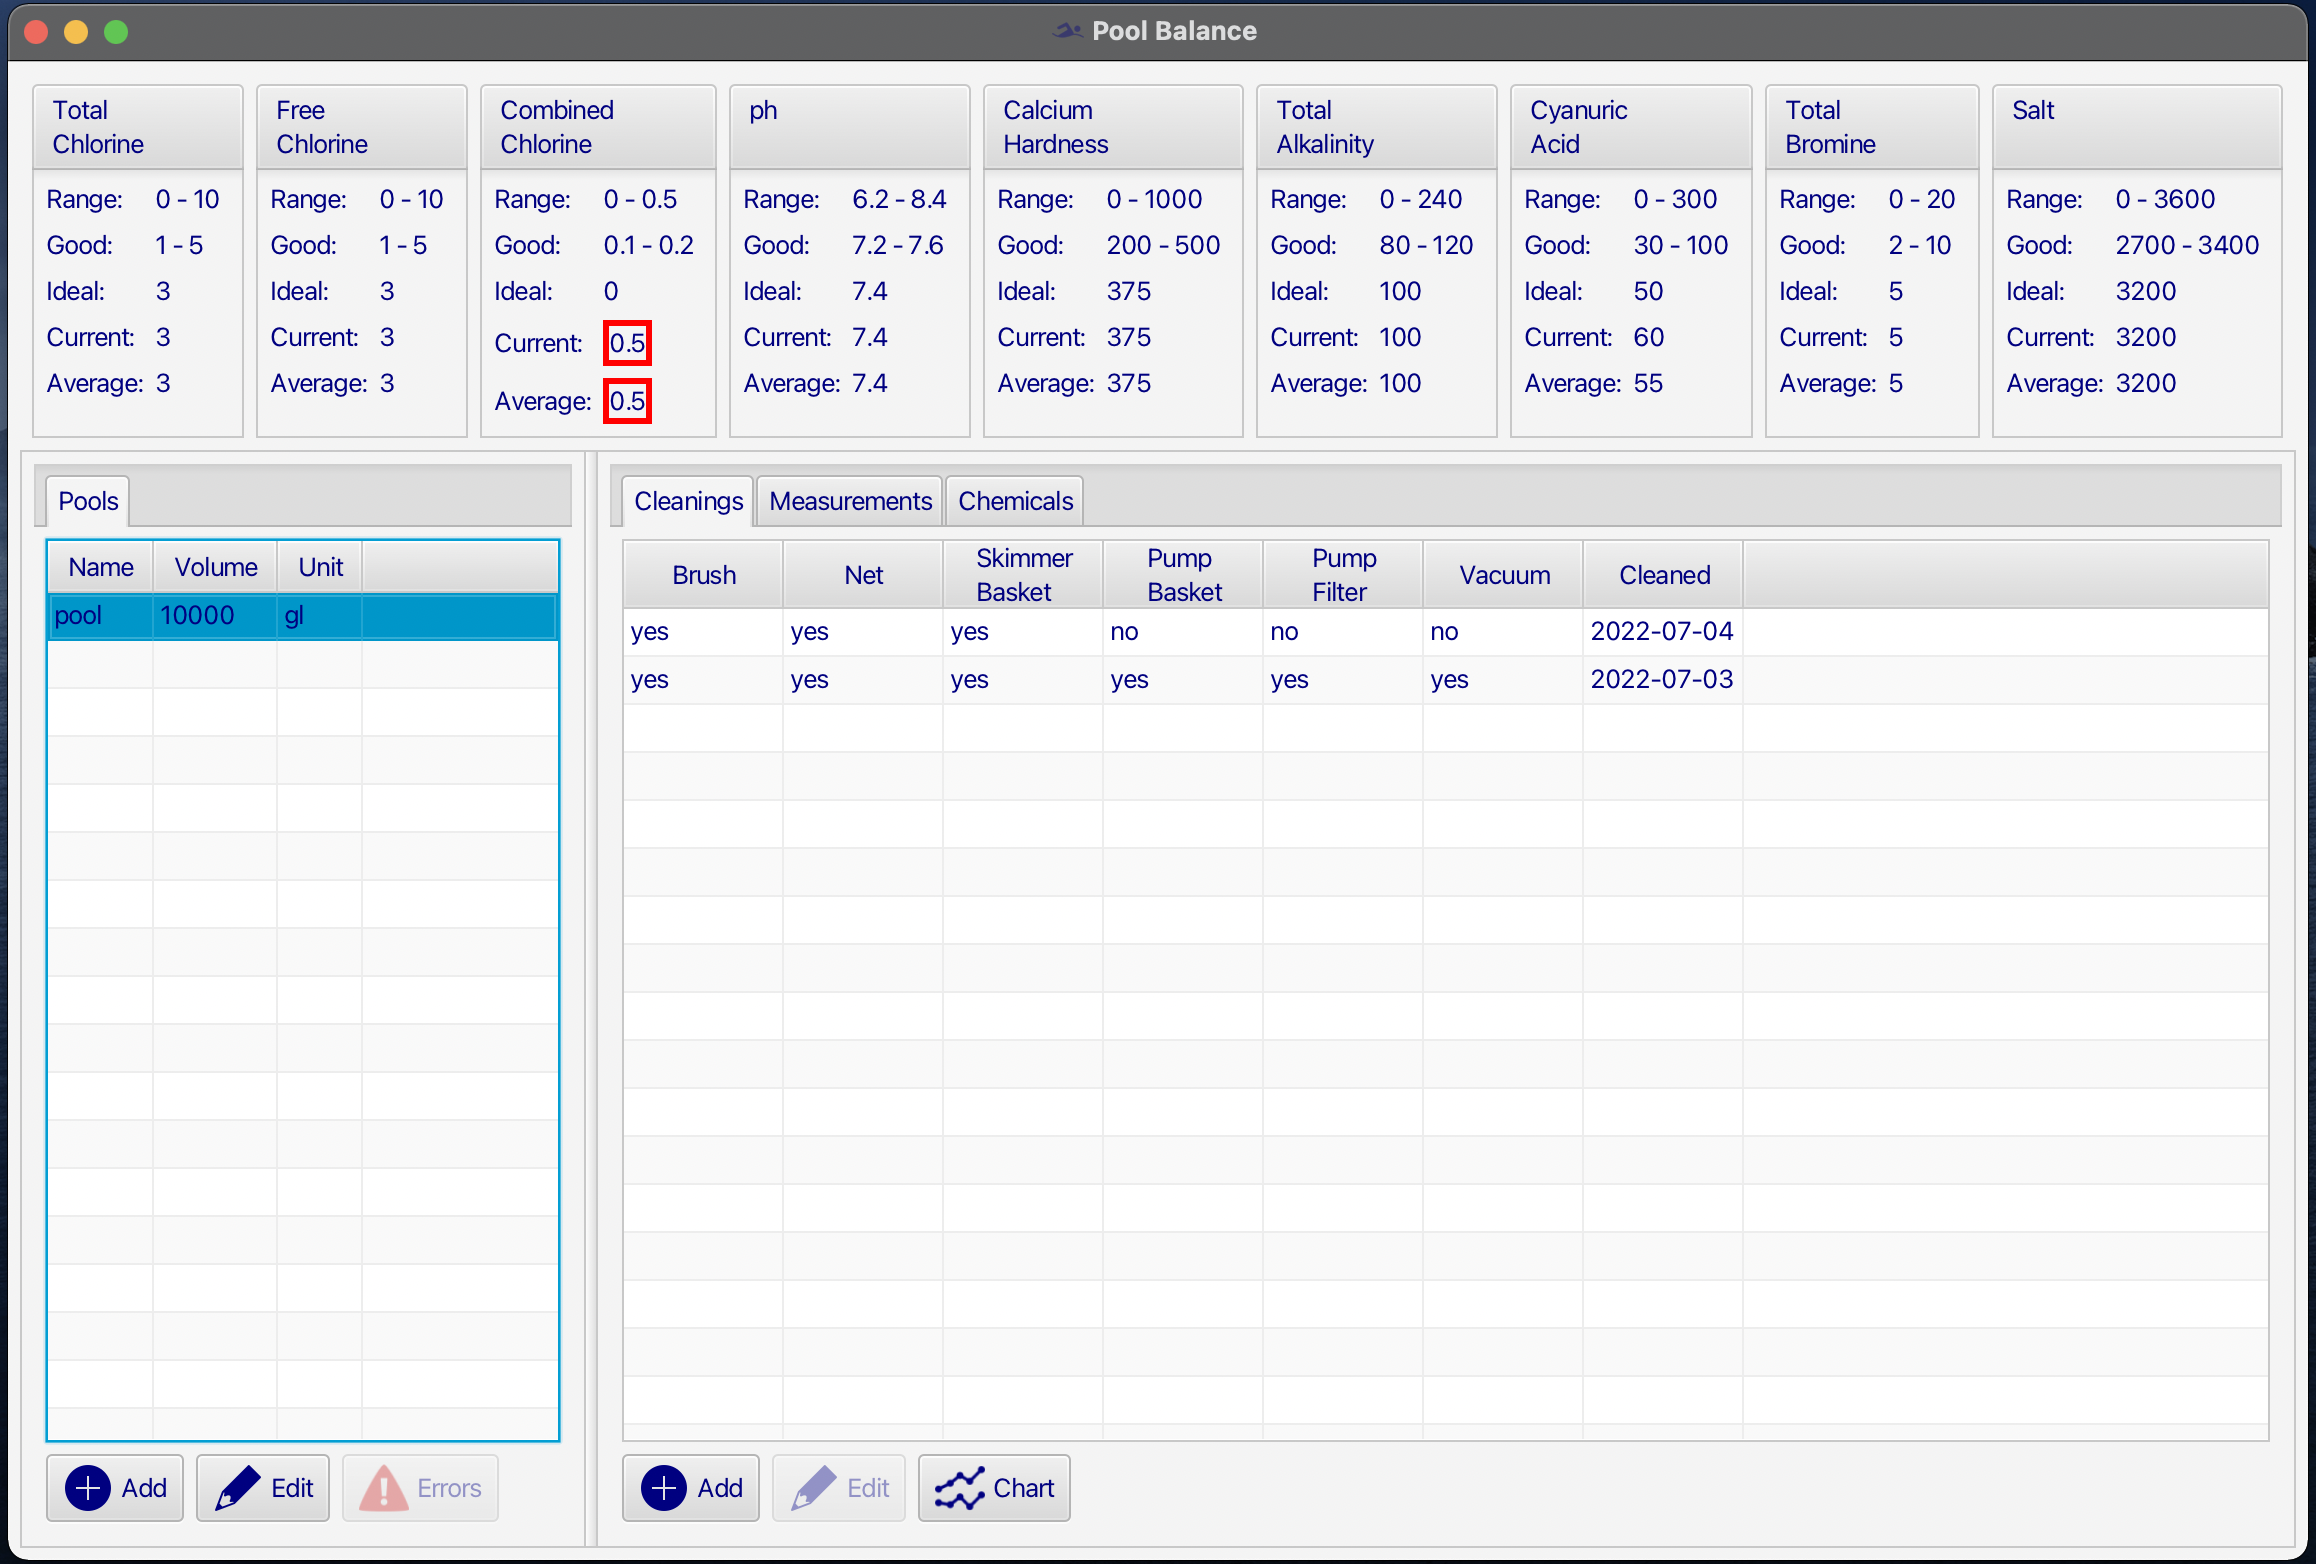 Pool Balance
Total
Chlorine
Range: 0 - 10
Good: 1 - 5
Ideal: 3
Current: 3
Average: 3
Free
Chlorine
Range: 0 - 10
Good: 1 - 5
Ideal: 3
Current: 3
Average: 3
Combined
Chlorine
Range: 0 - 0.5
Good: 0.1 - 0.2
Ideal: 0
Current: 0.5
Average: 0.5
ph
Range: 6.2 - 8.4
Good: 7.2 - 7.6
Ideal: 7.4
Current: 7.4
Average: 7.4
Calcium
Hardness
Range: 0 - 1000
Good: 200 - 500
Ideal: 375
Current: 375
Average: 375
Total
Alkalinity
Range: 0 - 240
Good: 80 - 120
Ideal: 100
Current: 100
Average: 100
Cyanuric
Acid
Range: 0 - 300
Good: 30 - 100
Ideal: 50
Current: 60
Average: 55
Total
Bromine
Range: 0 - 20
Good: 2 - 10
Ideal: 5
Current: 5
Average: 5
Salt
Range: 0 - 3600
Good: 2700 - 3400
Ideal: 3200
Current: 3200
Average: 3200
Pools
Name Volume Unit
pool 10000 gl
Add Edit Errors
Cleanings Measurements Chemicals
Brush Net Skimmer Basket Pump Basket Pump Filter Vacuum Cleaned
yes yes yes no no no 2022-07-04
yes yes yes yes yes yes 2022-07-03
Add Edit Chart